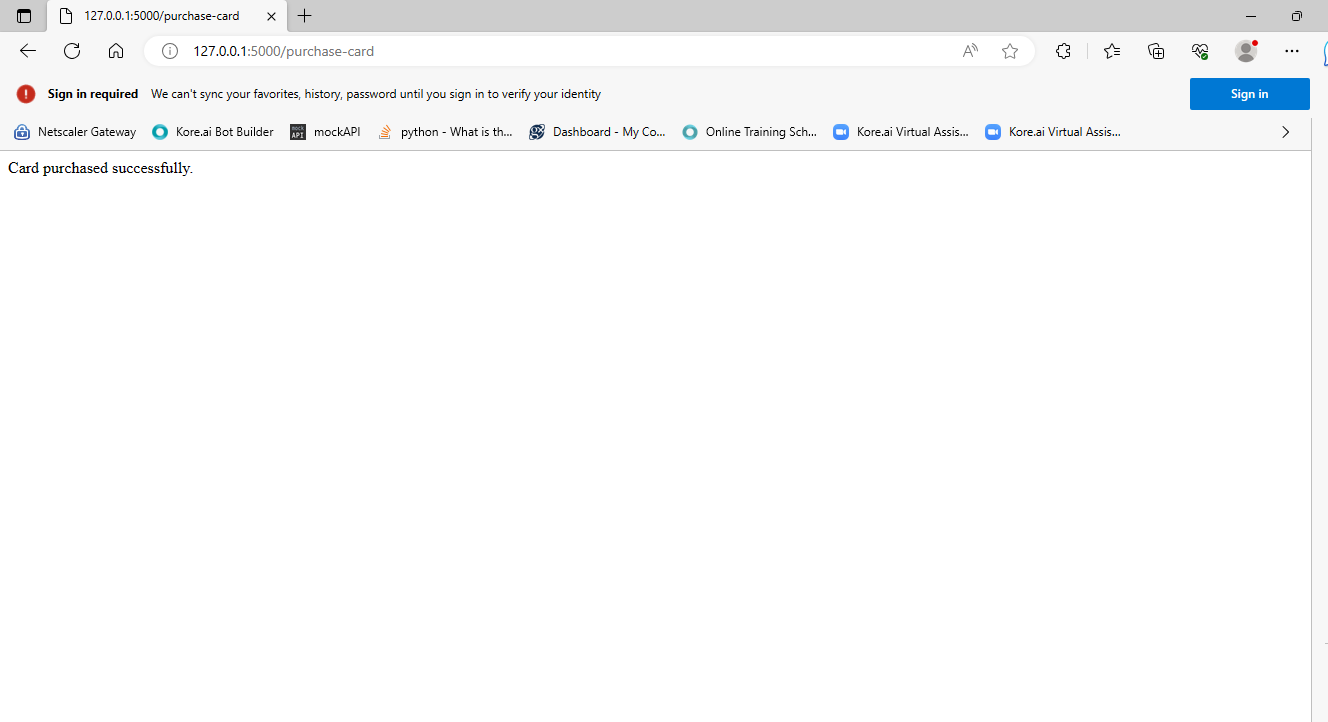 127.0.0.1:5000/purchase-card
127.0.0.1:5000/purchase-card
Sign in required We can't sync your favorites, history, password until you sign in to verify your identity Sign in
Netscaler Gateway Kore.ai Bot Builder mock API mockAPI python - What is th... Dashboard - My Co... Online Training Sch... Kore.ai Virtual Assis... Kore.ai Virtual Assis...
Card purchased successfully.